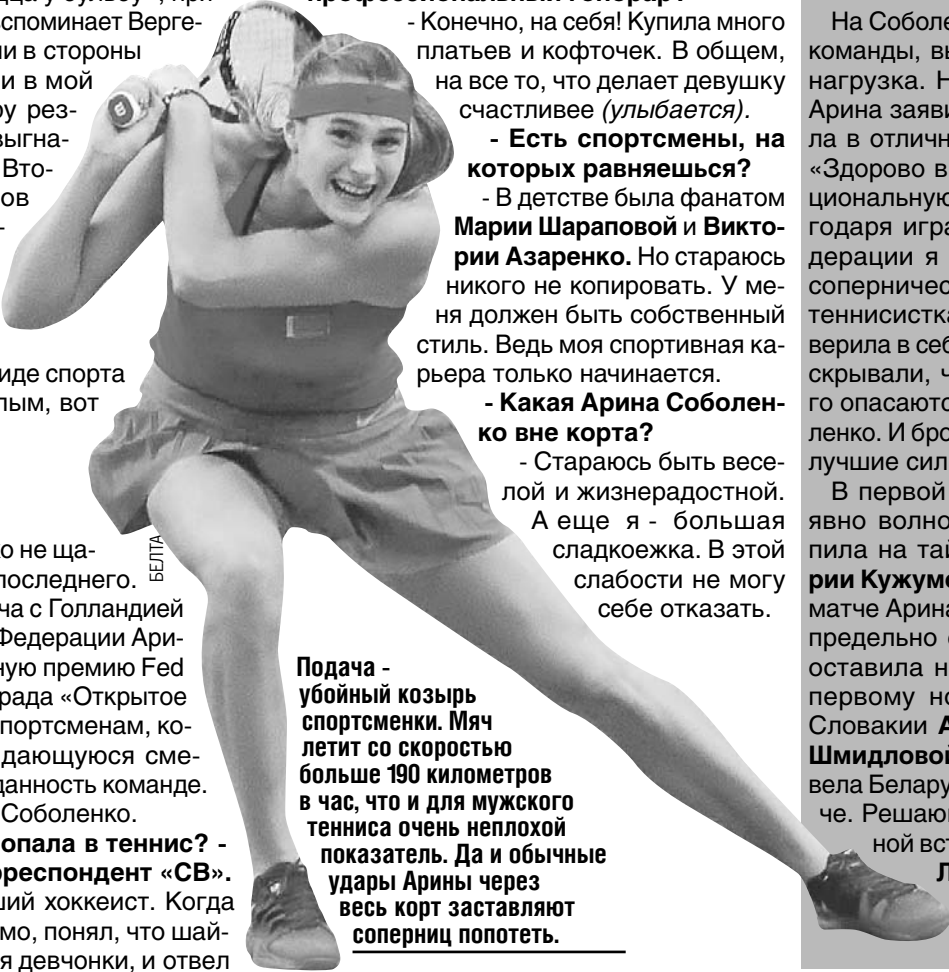 вспоминает Верге-
ни в стороны
и в мой
ру рез-
выгна-
Вто-
ов
-
иде спорта
лым, вот
о не ща-
последнего.
ча с Голландией
Федерации Ари-
ную премию Fed
рада «Открытое
портсменам, ко-
дающуюся сме-
данность команде.
Соболенко.
опала в теннис? -
рреспондент «СВ».
ший хоккеист. Когда
мо, понял, что шай-
я девчонки, и отвел
БЕЛТА
- Конечно, на себя! Купила много
платьев и кофточек. В общем,
на все то, что делает девушку
счастливее (улыбается).
- Есть спортсмены, на
которых равняешься?
- В детстве была фанатом
Марии Шараповой и Викто-
рии Азаренко. Но стараюсь
никого не копировать. У ме-
ня должен быть собственный
стиль. Ведь моя спортивная ка-
рьера только начинается.
- Какая Арина Соболен-
ко вне корта?
- Стараюсь быть весе-
лой и жизнерадостной.
А еще я - большая
сладкоежка. В этой
слабости не могу
себе отказать.
Подача -
убойный козырь
спортсменки. Мяч
летит со скоростью
больше 190 километров
в час, что и для мужского
тенниса очень неплохой
показатель. Да и обычные
удары Арины через
весь корт заставляют
соперниц попотеть.
На Соболе
команды, вы
нагрузка. Н
Арина заяви
ла в отличн
«Здорово в
циональную
годаря игра
дерации я
соперничес
теннисистка
верила в себ
скрывали, ч
го опасаютс
ленко. И бро
лучшие сил
В первой
явно волно
пила на тай
рии Кужумо
матче Арина
предельно с
оставила н
первому но
Словакии А
Шмидловой
вела Белару
че. Решаю
ной вст
Л